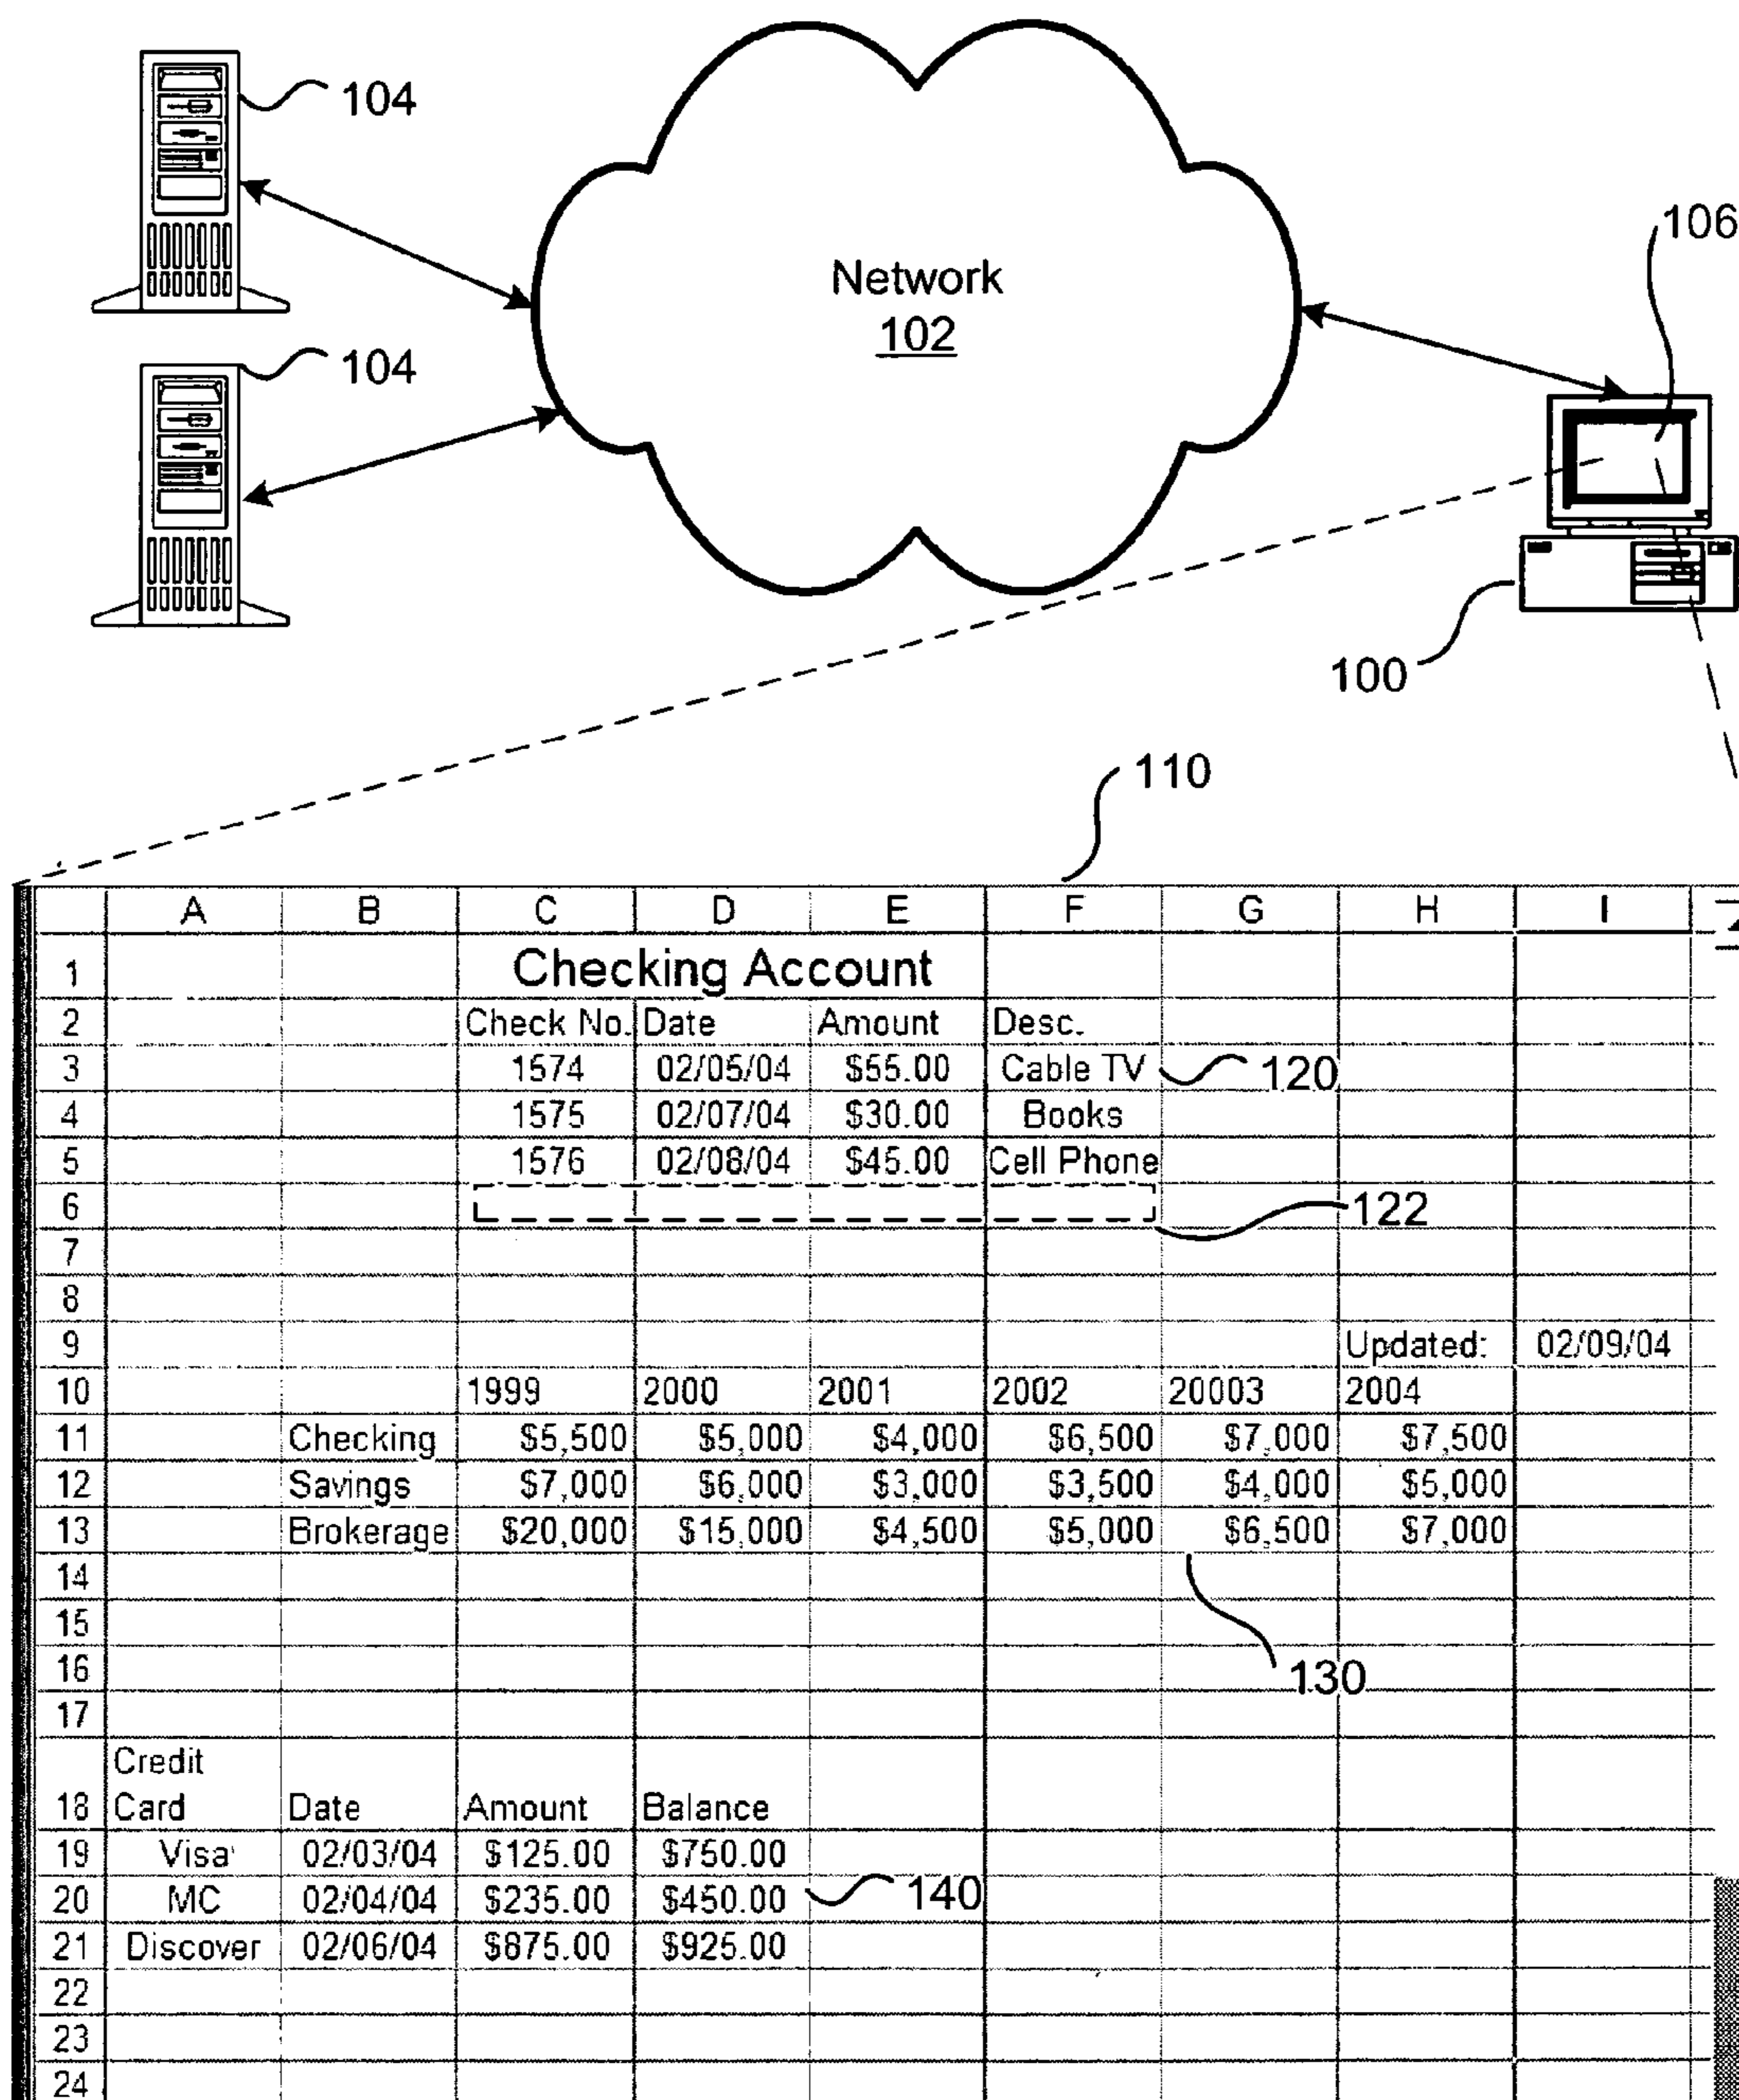 104
104
106
Network
102
100
110
A B C D E F G H I
1 Checking Account
2 Check No. Date Amount Desc.
3 1574 02/05/04 $55.00 Cable TV 120
4 1575 02/07/04 $30.00 Books
5 1576 02/08/04 $45.00 Cell Phone
6 122
7
8
9 Updated: 02/09/04
10 1999 2000 2001 2002 20003 2004
11 Checking $5,500 $5,000 $4,000 $6,500 $7,000 $7,500
12 Savings $7,000 $6,000 $3,000 $3,500 $4,000 $5,000
13 Brokerage $20,000 $15,000 $4,500 $5,000 $6,500 $7,000
14
15
16 130
17
Credit
18 Card Date Amount Balance
19 Visa 02/03/04 $125.00 $750.00
20 MC 02/04/04 $235.00 $450.00 140
21 Discover 02/06/04 $875.00 $925.00
22
23
24